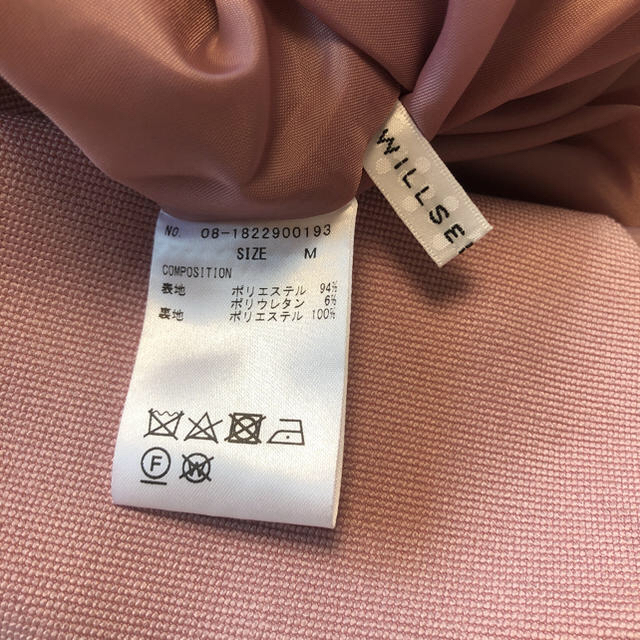 WILLSE
NO. 08-1822900193
SIZE M
COMPOSITION
表地 ポリエステル 94%
ポリウレタン 6%
裏地 ポリエステル 100%
F
W